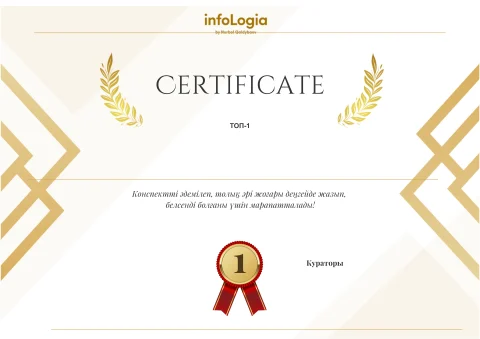 infoLogia
CERTIFICATE
ТОП-1
Конспектті әдемілеп, толық әрі жоғары деңгейде жазып,
белсенді болғаны үшін марапатталады!
1
Кураторы